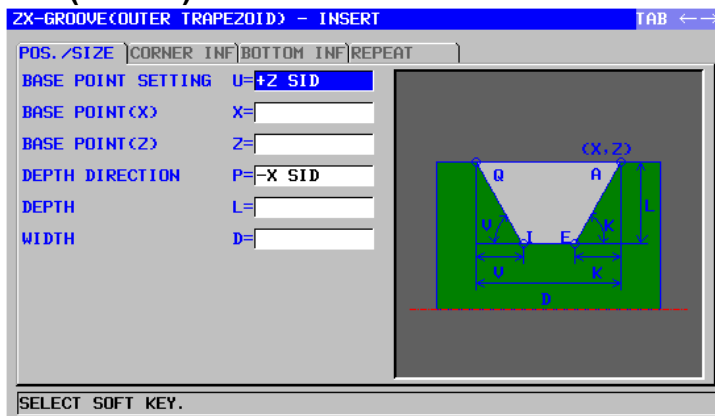 ZX-GROOVE(OUTER TRAPEZOID) - INSERT TAB ←→
POS./SIZE CORNER INF BOTTOM INF REPEAT
BASE POINT SETTING U=+Z SID
BASE POINT(X) X=
BASE POINT(Z) Z=
DEPTH DIRECTION P=-X SID
DEPTH L=
WIDTH D=
(X,Z)
Q A
L
V I E K
V K
D
SELECT SOFT KEY.